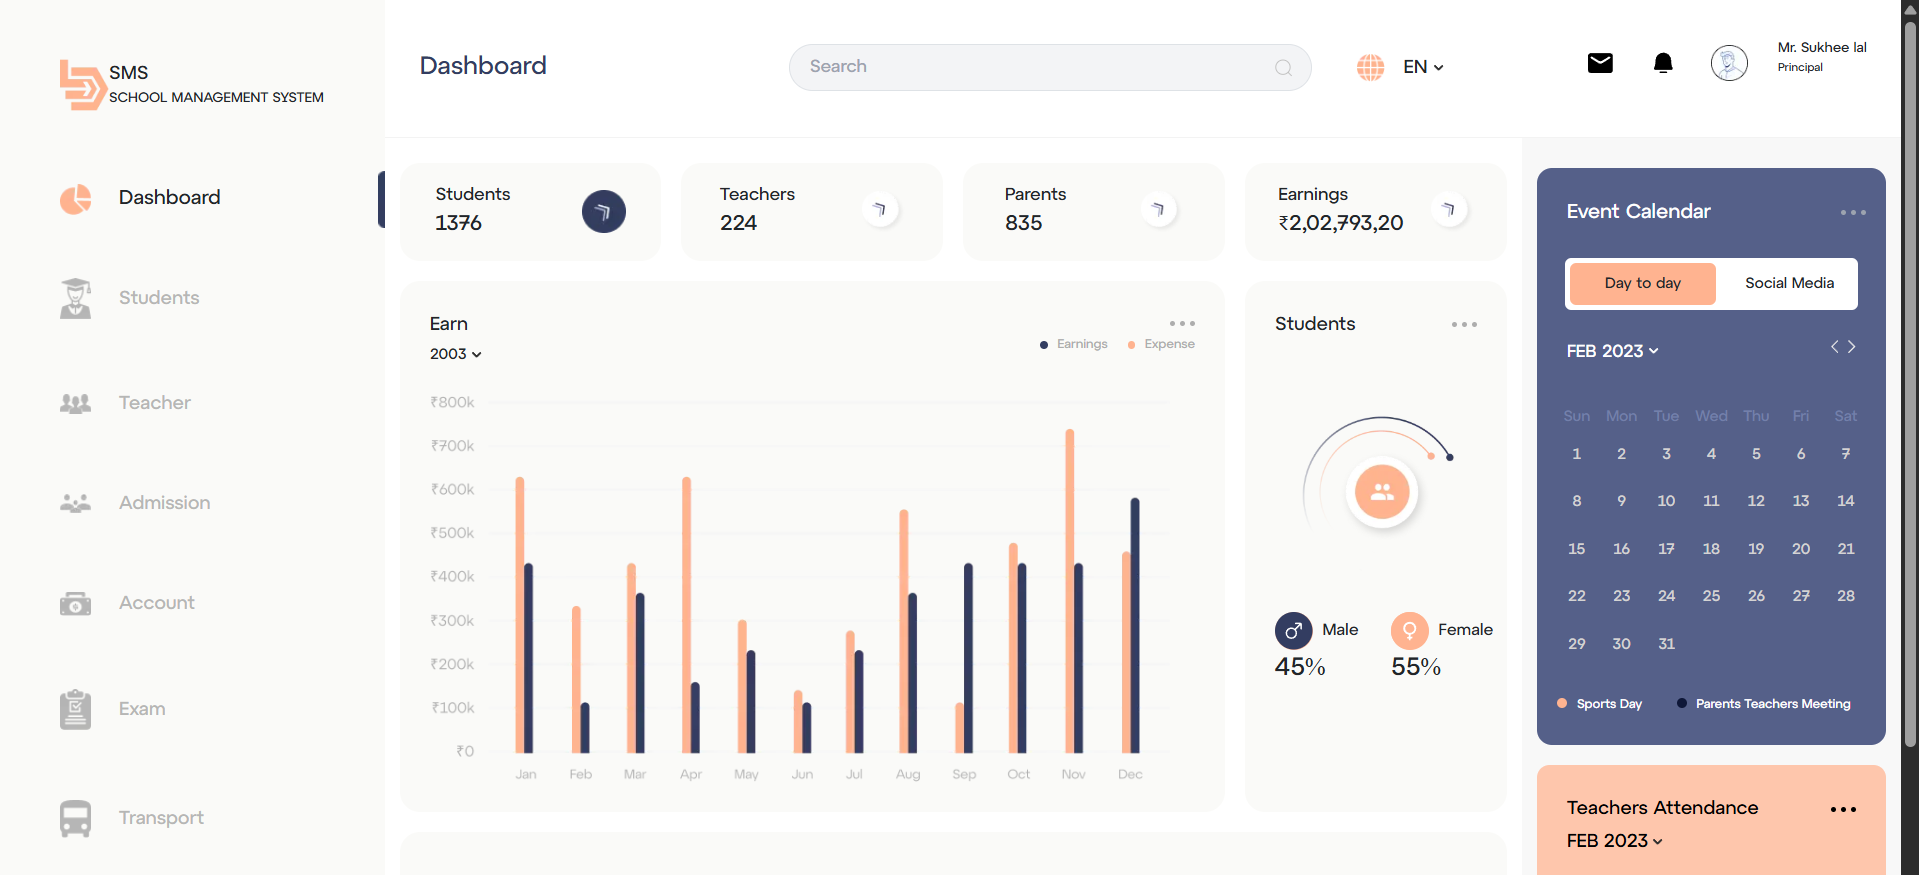 SMS
SCHOOL MANAGEMENT SYSTEM
Dashboard
Students
Teacher
Admission
Account
Exam
Transport
Dashboard
Search
EN
Mr. Sukhee lal
Principal
Students
1376
Teachers
224
Parents
835
Earnings
₹2,02,793,20
Earn
2003
Earnings Expense
₹800k
₹700k
₹600k
₹500k
₹400k
₹300k
₹200k
₹100k
₹0
Jan Feb Mar Apr May Jun Jul Aug Sep Oct Nov Dec
Students
Male Female
45% 55%
Event Calendar
Day to day Social Media
FEB 2023
Sun Mon Tue Wed Thu Fri Sat
1 2 3 4 5 6 7
8 9 10 11 12 13 14
15 16 17 18 19 20 21
22 23 24 25 26 27 28
29 30 31
Sports Day Parents Teachers Meeting
Teachers Attendance
FEB 2023